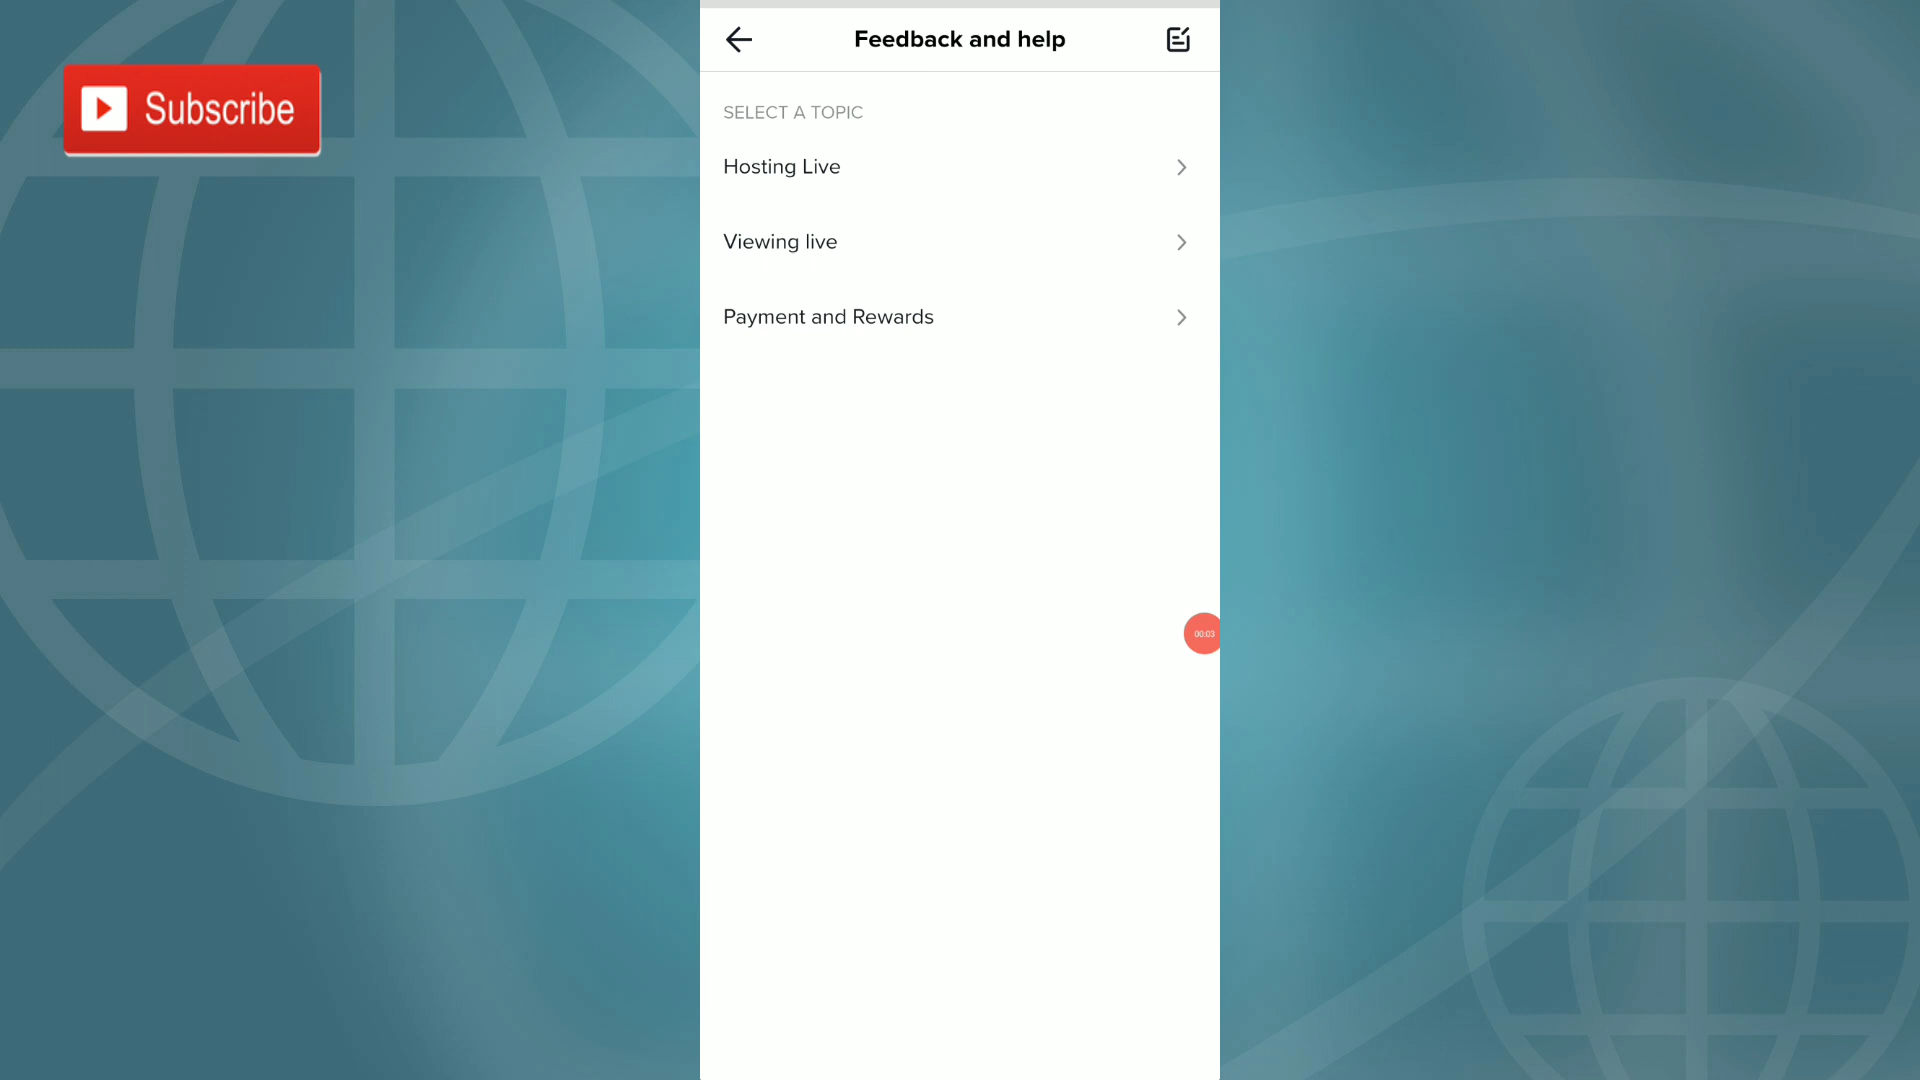 Subscribe
Feedback and help
SELECT A TOPIC
Hosting Live
Viewing live
Payment and Rewards
00:03